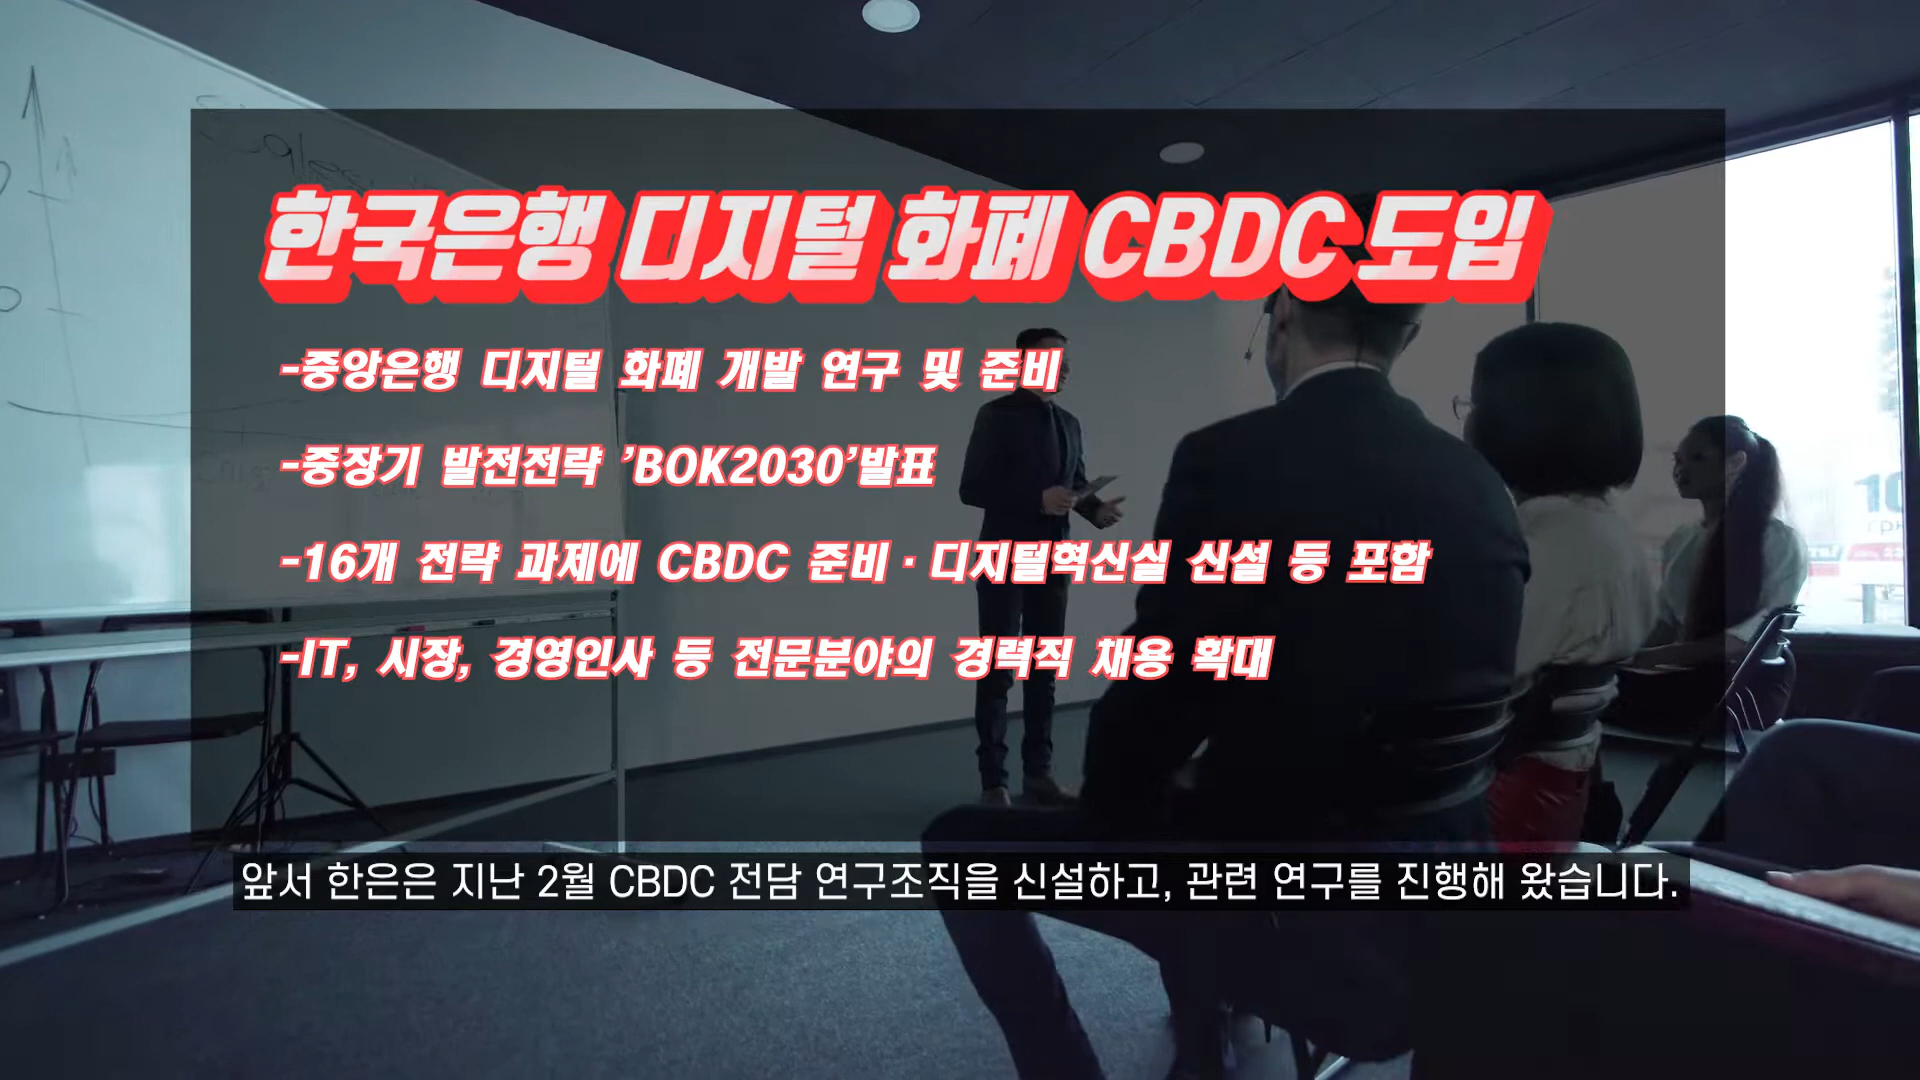 한국은행 디지털 화폐 CBDC 도입
-중앙은행 디지털 화폐 개발 연구 및 준비
-중장기 발전전략 'BOK2030'발표
-16개 전략 과제에 CBDC 준비·디지털혁신실 신설 등 포함
-IT, 시장, 경영인사 등 전문분야의 경력직 채용 확대
앞서 한은은 지난 2월 CBDC 전담 연구조직을 신설하고, 관련 연구를 진행해 왔습니다.